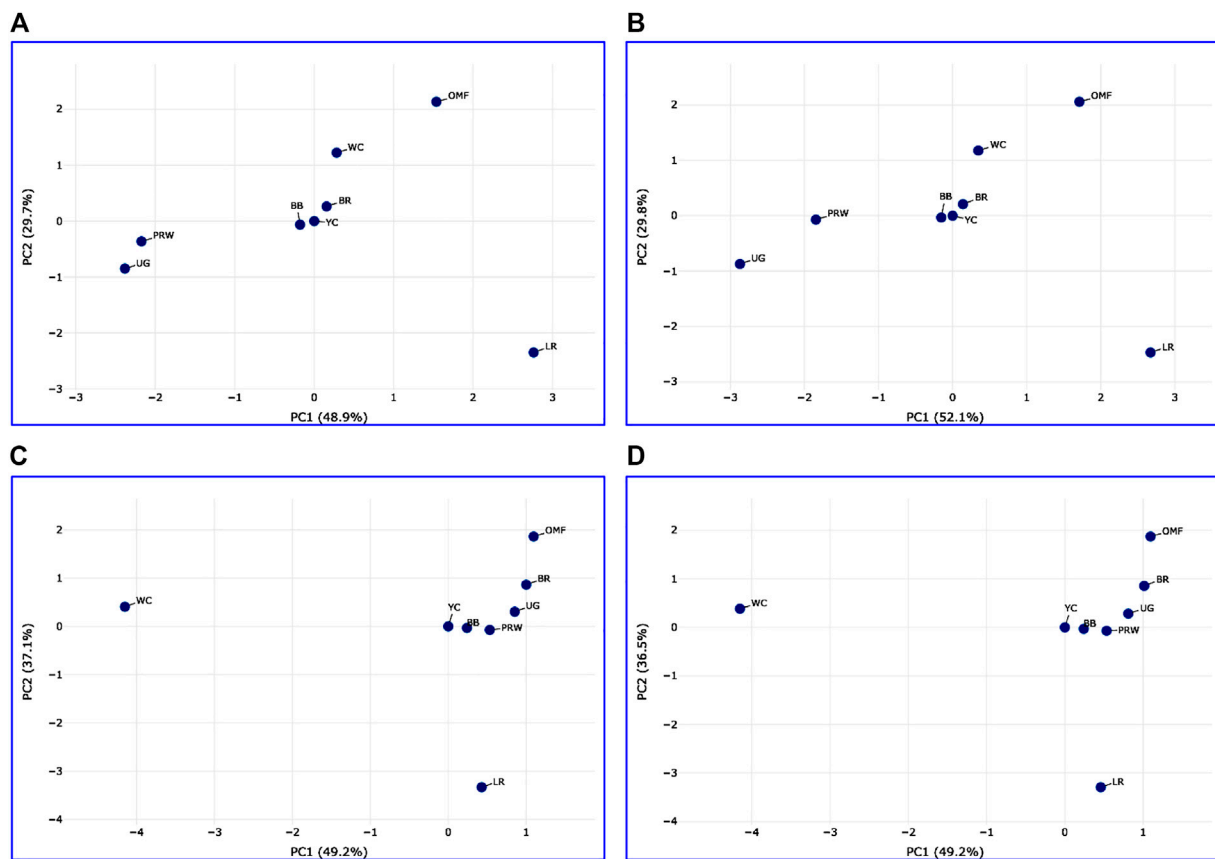 A
B
2
1
0
−1
−2
−3
PC2 (29.7%)
OMF
WC
BR
BB
YC
PRW
UG
LR
−3
−2
−1
0
1
2
3
PC1 (48.9%)
2
1
0
−1
−2
−3
PC2 (29.8%)
OMF
WC
BB
BR
YC
PRW
UG
LR
−3
−2
−1
0
1
2
3
PC1 (52.1%)
C
D
2
1
0
−1
−2
−3
−4
PC2 (37.1%)
OMF
BR
WC
YC
UG
BB
PRW
LR
−4
−3
−2
−1
0
1
PC1 (49.2%)
2
1
0
−1
−2
−3
−4
PC2 (36.5%)
OMF
BR
WC
YC
UG
BB
PRW
LR
−4
−3
−2
−1
0
1
PC1 (49.2%)